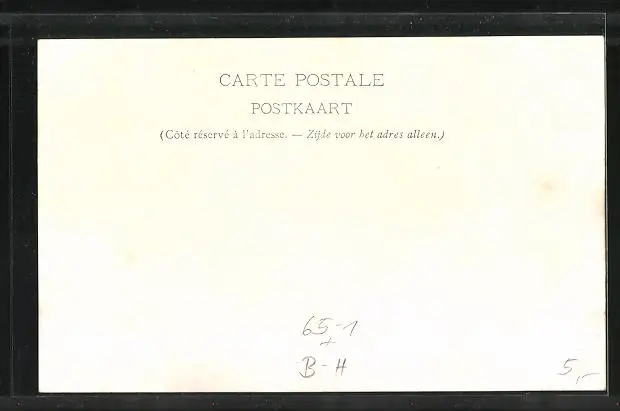 CARTE POSTALE
POSTKAART
(Côté réservé à l'adresse. — Zijde voor het adres alleen.)
65-1
+
B-H
5,-